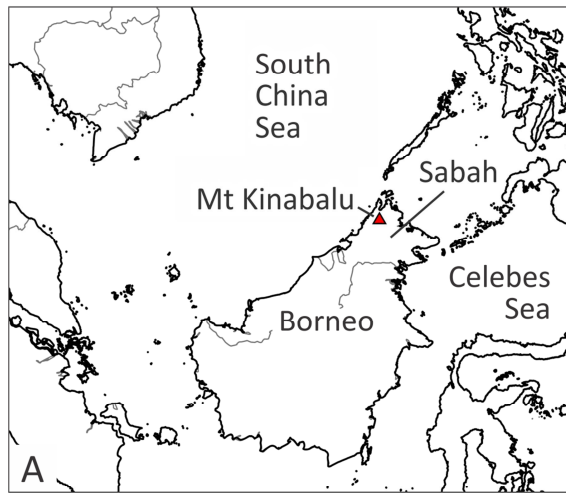 South
China
Sea
Sabah
Mt Kinabalu
Celebes
Sea
Borneo
A